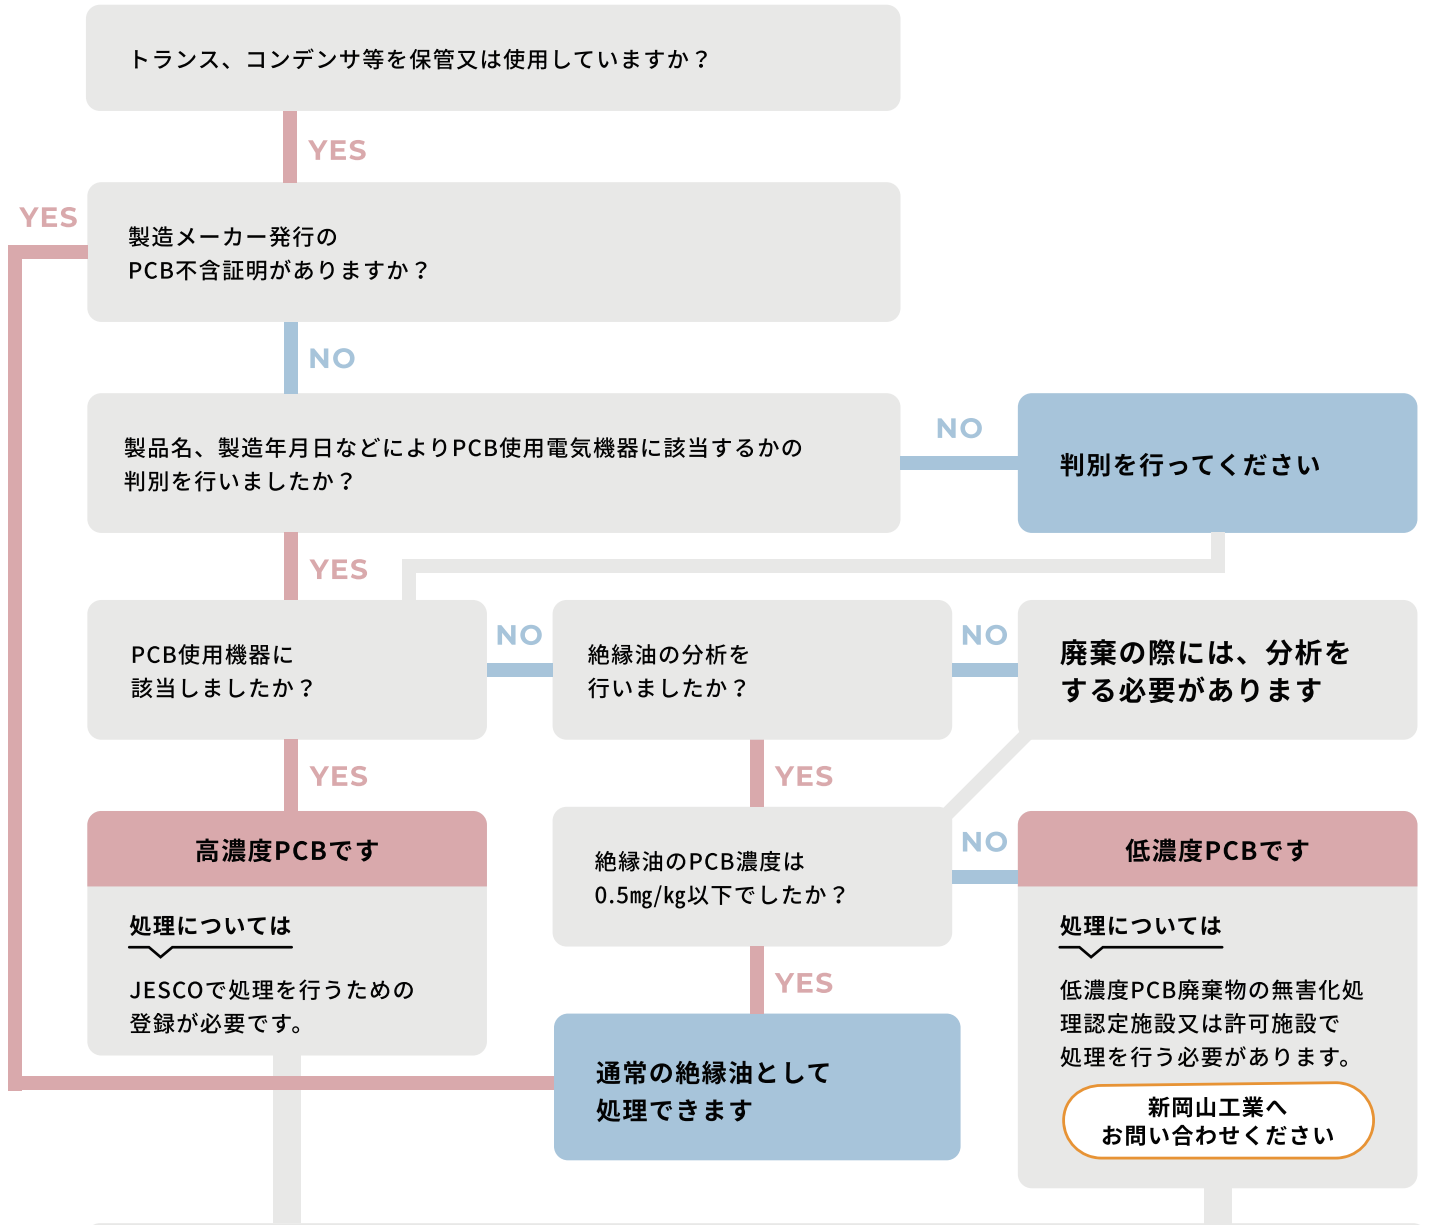 トランス、コンデンサ等を保管又は使用していますか？
YES
YES
製造メーカー発行の
PCB不含証明がありますか？
NO
製品名、製造年月日などによりPCB使用電気機器に該当するかの
判別を行いましたか？
NO
判別を行ってください
YES
PCB使用機器に
該当しましたか？
NO
絶縁油の分析を
行いましたか？
NO
廃棄の際には、分析を
する必要があります
YES
YES
高濃度PCBです
処理については
JESCOで処理を行うための
登録が必要です。
絶縁油のPCB濃度は
0.5mg/kg以下でしたか？
NO
低濃度PCBです
処理については
低濃度PCB廃棄物の無害化処
理認定施設又は許可施設で
処理を行う必要があります。
新岡山工業へ
お問い合わせください
YES
通常の絶縁油として
処理できます